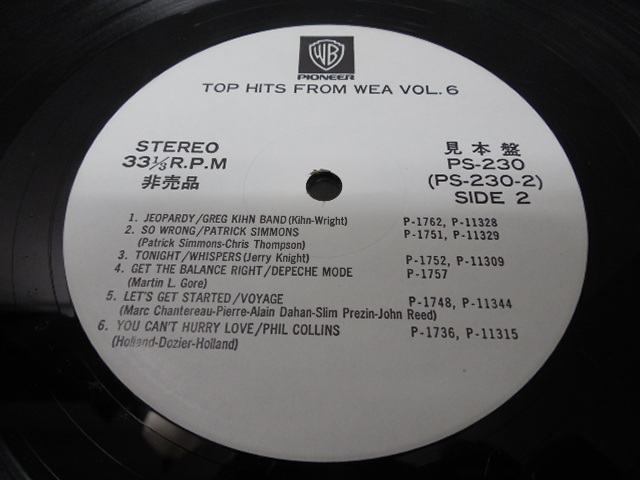 WB
PIONEER
TOP HITS FROM WEA VOL.6
STEREO
33⅓R.P.M
非売品
見本盤
PS-230
(PS-230-2)
SIDE 2
1. JEOPARDY/GREG KIHN BAND(Kihn-Wright) P-1762, P-11328
2. SO WRONG/PATRICK SIMMONS P-1751, P-11329
(Patrick Simmons-Chris Thompson)
3. TONIGHT/WHISPERS(Jerry Knight) P-1752, P-11309
4. GET THE BALANCE RIGHT/DEPECHE MODE P-1757
(Martin L. Gore)
5. LET'S GET STARTED/VOYAGE P-1748, P-11344
(Marc Chantereau-Pierre-Alain Dahan-Slim Prezin-John Reed)
6. YOU CAN'T HURRY LOVE/PHIL COLLINS P-1736, P-11315
(Holland-Dozier-Holland)